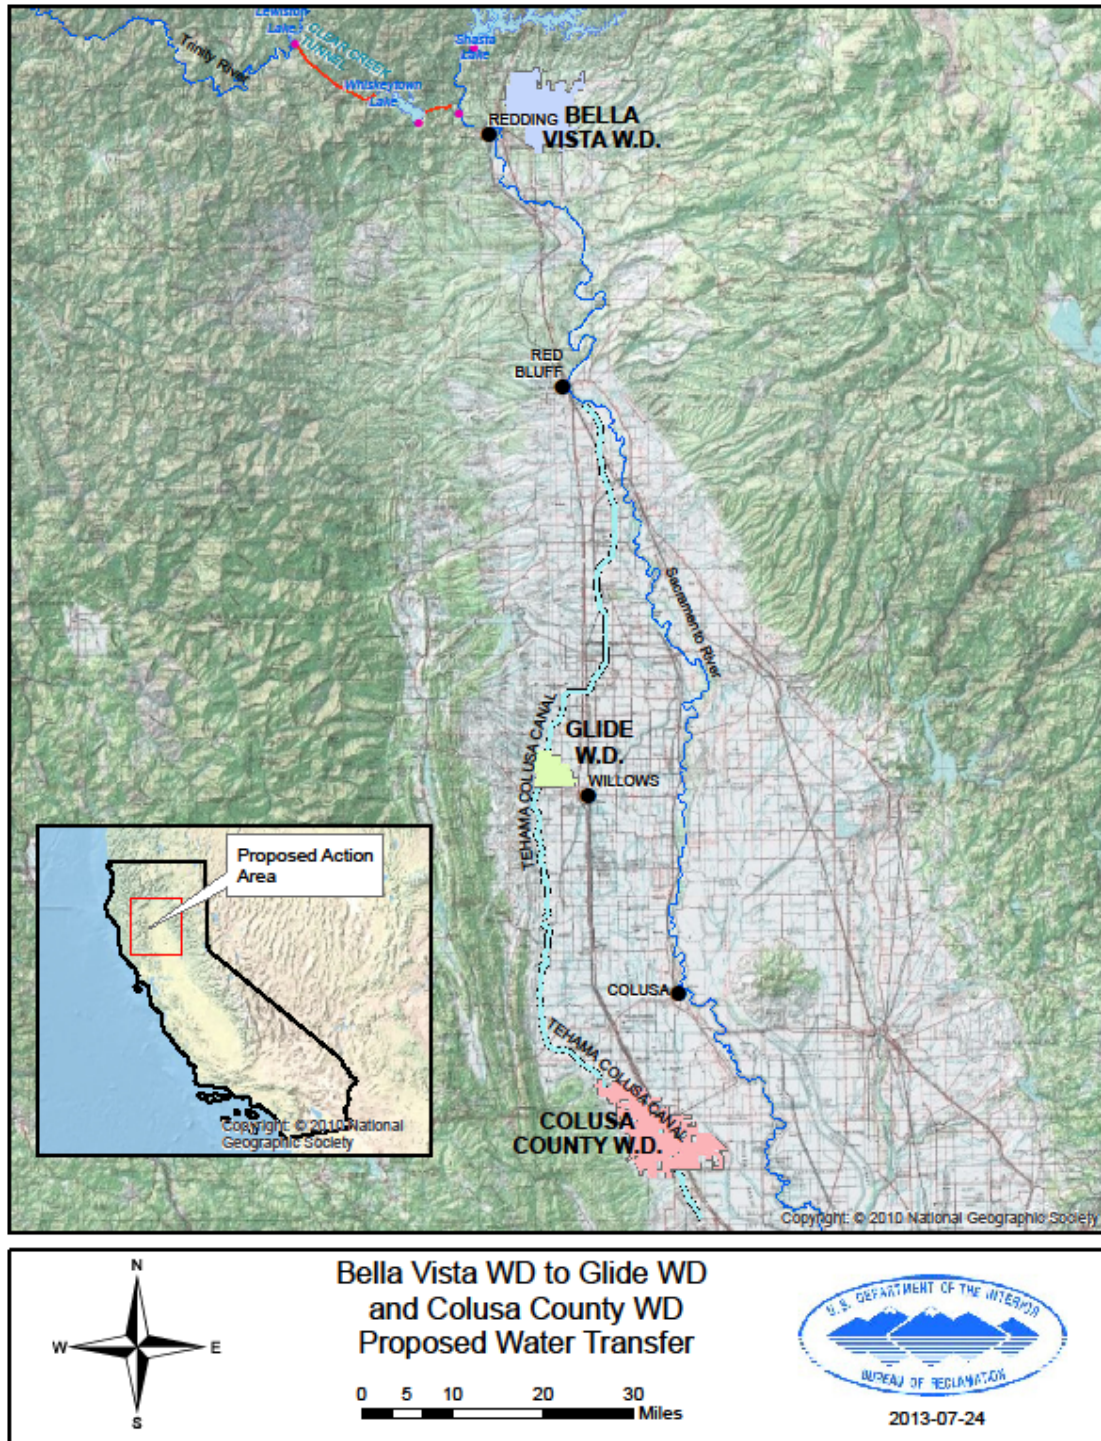 Lewiston
Lake
Trinity River
CLEAR CREEK
TUNNEL
Whiskeytown
Lake
Shasta
Lake
REDDING
BELLA
VISTA W.D.
RED
BLUFF
Sacramento River
TEHAMA COLUSA CANAL
GLIDE
W.D.
WILLOWS
COLUSA
TEHAMA COLUSA CANAL
COLUSA
COUNTY W.D.
Proposed Action
Area
Copyright: © 2010 National
Geographic Society
Copyright: © 2010 National Geographic Society
N
W
E
S
Bella Vista WD to Glide WD
and Colusa County WD
Proposed Water Transfer
0 5 10 20 30
Miles
U.S. DEPARTMENT OF THE INTERIOR
BUREAU OF RECLAMATION
2013-07-24